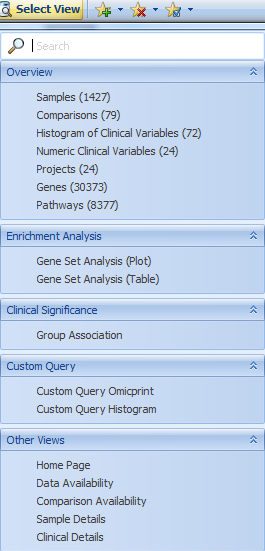 Select View
Search
Overview
Samples (1427)
Comparisons (79)
Histogram of Clinical Variables (72)
Numeric Clinical Variables (24)
Projects (24)
Genes (30373)
Pathways (8377)
Enrichment Analysis
Gene Set Analysis (Plot)
Gene Set Analysis (Table)
Clinical Significance
Group Association
Custom Query
Custom Query Omicprint
Custom Query Histogram
Other Views
Home Page
Data Availability
Comparison Availability
Sample Details
Clinical Details